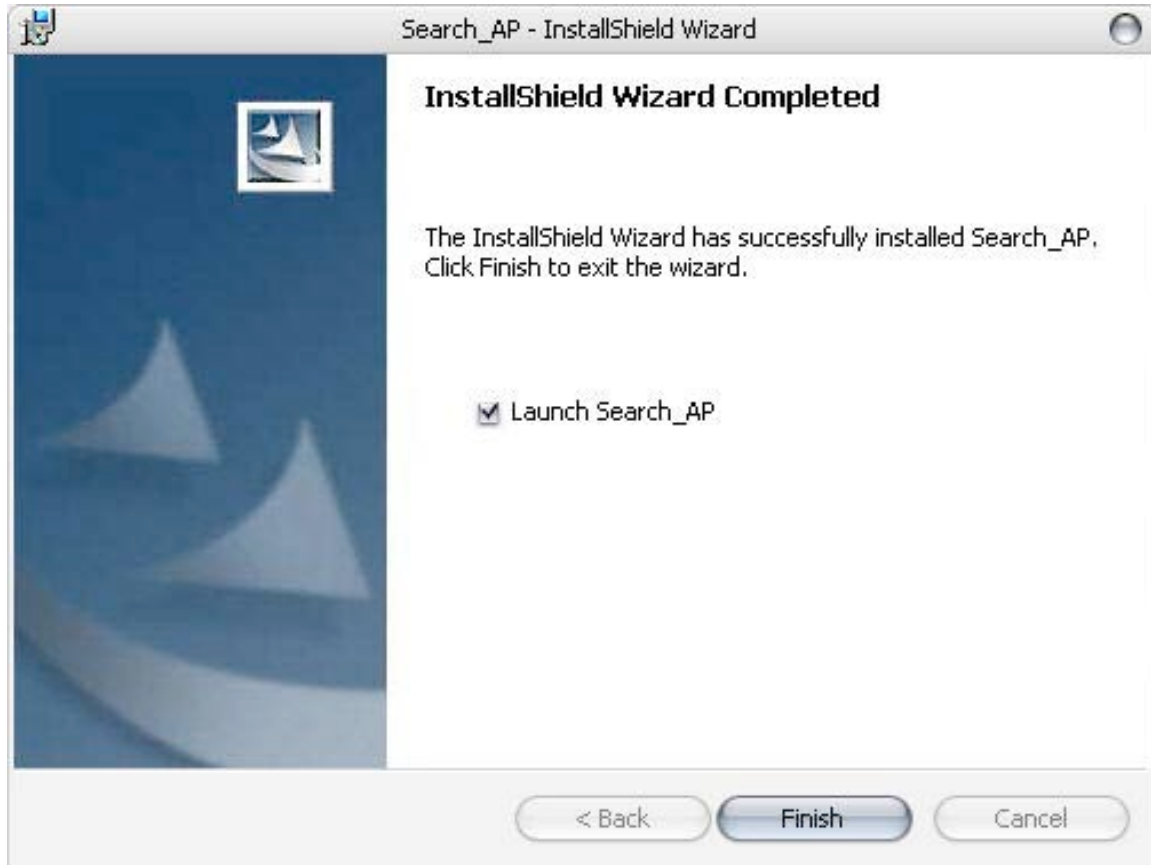 Search_AP - InstallShield Wizard
InstallShield Wizard Completed
The InstallShield Wizard has successfully installed Search_AP.
Click Finish to exit the wizard.
Launch Search_AP
< Back
Finish
Cancel